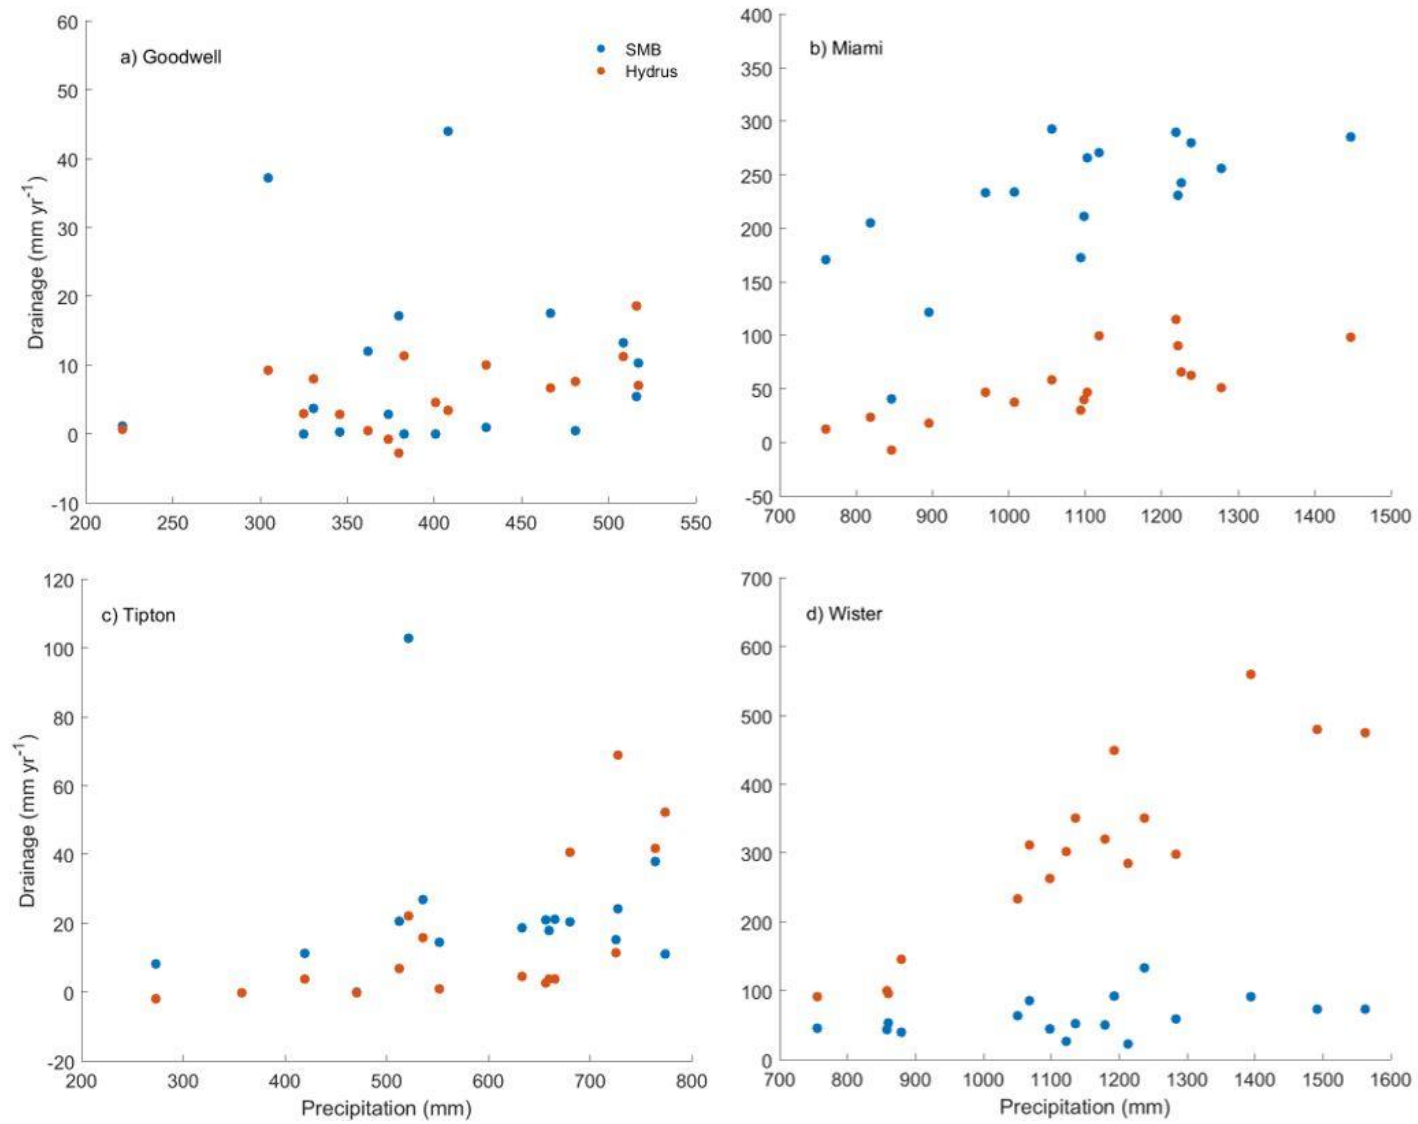 a) Goodwell
SMB
Hydrus
60
50
40
30
20
10
0
-10
Drainage (mm yr-1)
200 250 300 350 400 450 500 550
b) Miami
400
350
300
250
200
150
100
50
0
-50
700 800 900 1000 1100 1200 1300 1400 1500
c) Tipton
120
100
80
60
40
20
0
-20
Drainage (mm yr-1)
200 300 400 500 600 700 800
Precipitation (mm)
d) Wister
700
600
500
400
300
200
100
0
700 800 900 1000 1100 1200 1300 1400 1500 1600
Precipitation (mm)